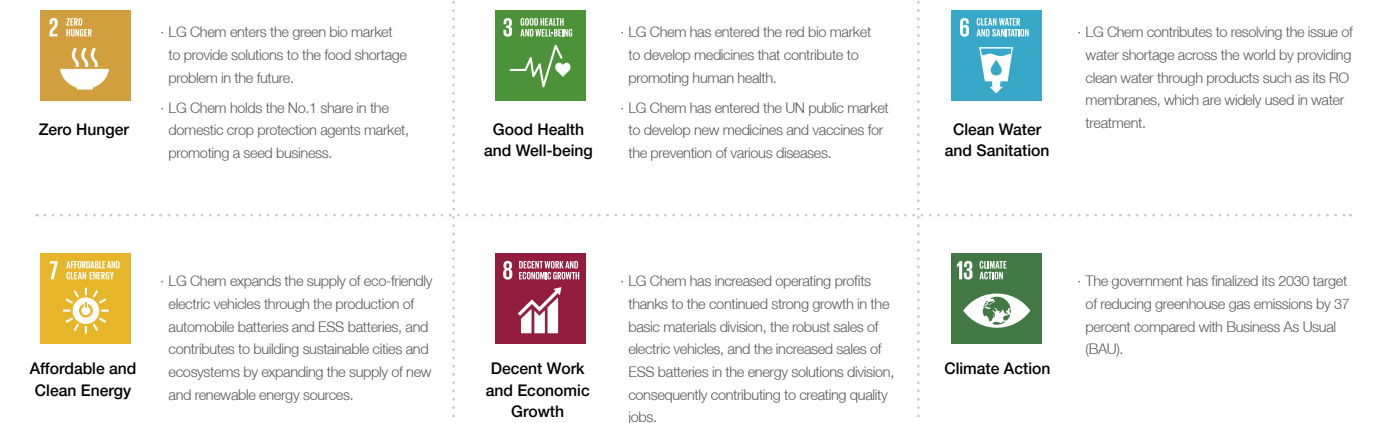 2 ZERO
HUNGER
Zero Hunger
· LG Chem enters the green bio market
to provide solutions to the food shortage
problem in the future.
· LG Chem holds the No.1 share in the
domestic crop protection agents market,
promoting a seed business.
3 GOOD HEALTH
AND WELL-BEING
Good Health
and Well-being
· LG Chem has entered the red bio market
to develop medicines that contribute to
promoting human health.
· LG Chem has entered the UN public market
to develop new medicines and vaccines for
the prevention of various diseases.
6 CLEAN WATER
AND SANITATION
Clean Water
and Sanitation
· LG Chem contributes to resolving the issue of
water shortage across the world by providing
clean water through products such as its RO
membranes, which are widely used in water
treatment.
7 AFFORDABLE AND
CLEAN ENERGY
Affordable and
Clean Energy
· LG Chem expands the supply of eco-friendly
electric vehicles through the production of
automobile batteries and ESS batteries, and
contributes to building sustainable cities and
ecosystems by expanding the supply of new
and renewable energy sources.
8 DECENT WORK AND
ECONOMIC GROWTH
Decent Work
and Economic
Growth
· LG Chem has increased operating profits
thanks to the continued strong growth in the
basic materials division, the robust sales of
electric vehicles, and the increased sales of
ESS batteries in the energy solutions division,
consequently contributing to creating quality
jobs.
13 CLIMATE
ACTION
Climate Action
· The government has finalized its 2030 target
of reducing greenhouse gas emissions by 37
percent compared with Business As Usual
(BAU).